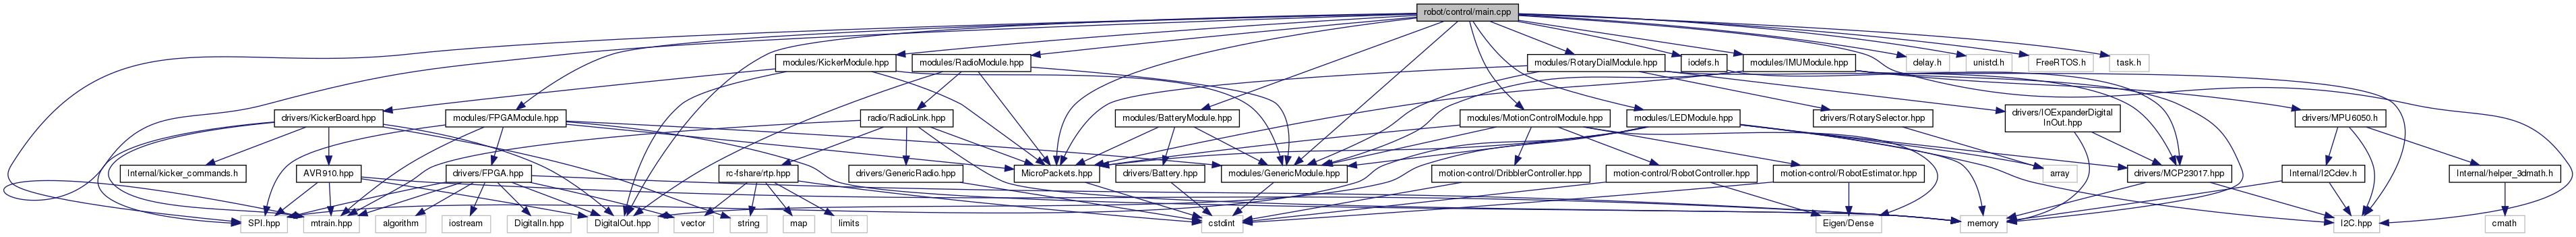 robot/control/main.cpp
modules/KickerModule.hpp
modules/RadioModule.hpp
modules/RotaryDialModule.hpp
iodefs.h
modules/IMUModule.hpp
delay.h
unistd.h
FreeRTOS.h
task.h
drivers/KickerBoard.hpp
modules/FPGAModule.hpp
radio/RadioLink.hpp
modules/BatteryModule.hpp
modules/MotionControlModule.hpp
modules/LEDModule.hpp
drivers/RotarySelector.hpp
drivers/IOExpanderDigital
InOut.hpp
drivers/MPU6050.h
Internal/kicker_commands.h
AVR910.hpp
drivers/FPGA.hpp
rc-fshare/rtp.hpp
drivers/GenericRadio.hpp
MicroPackets.hpp
drivers/Battery.hpp
modules/GenericModule.hpp
motion-control/DribblerController.hpp
motion-control/RobotController.hpp
motion-control/RobotEstimator.hpp
array
drivers/MCP23017.hpp
Internal/I2Cdev.h
Internal/helper_3dmath.h
SPI.hpp
mtrain.hpp
algorithm
iostream
DigitalIn.hpp
DigitalOut.hpp
vector
string
map
limits
cstdint
Eigen/Dense
memory
I2C.hpp
cmath